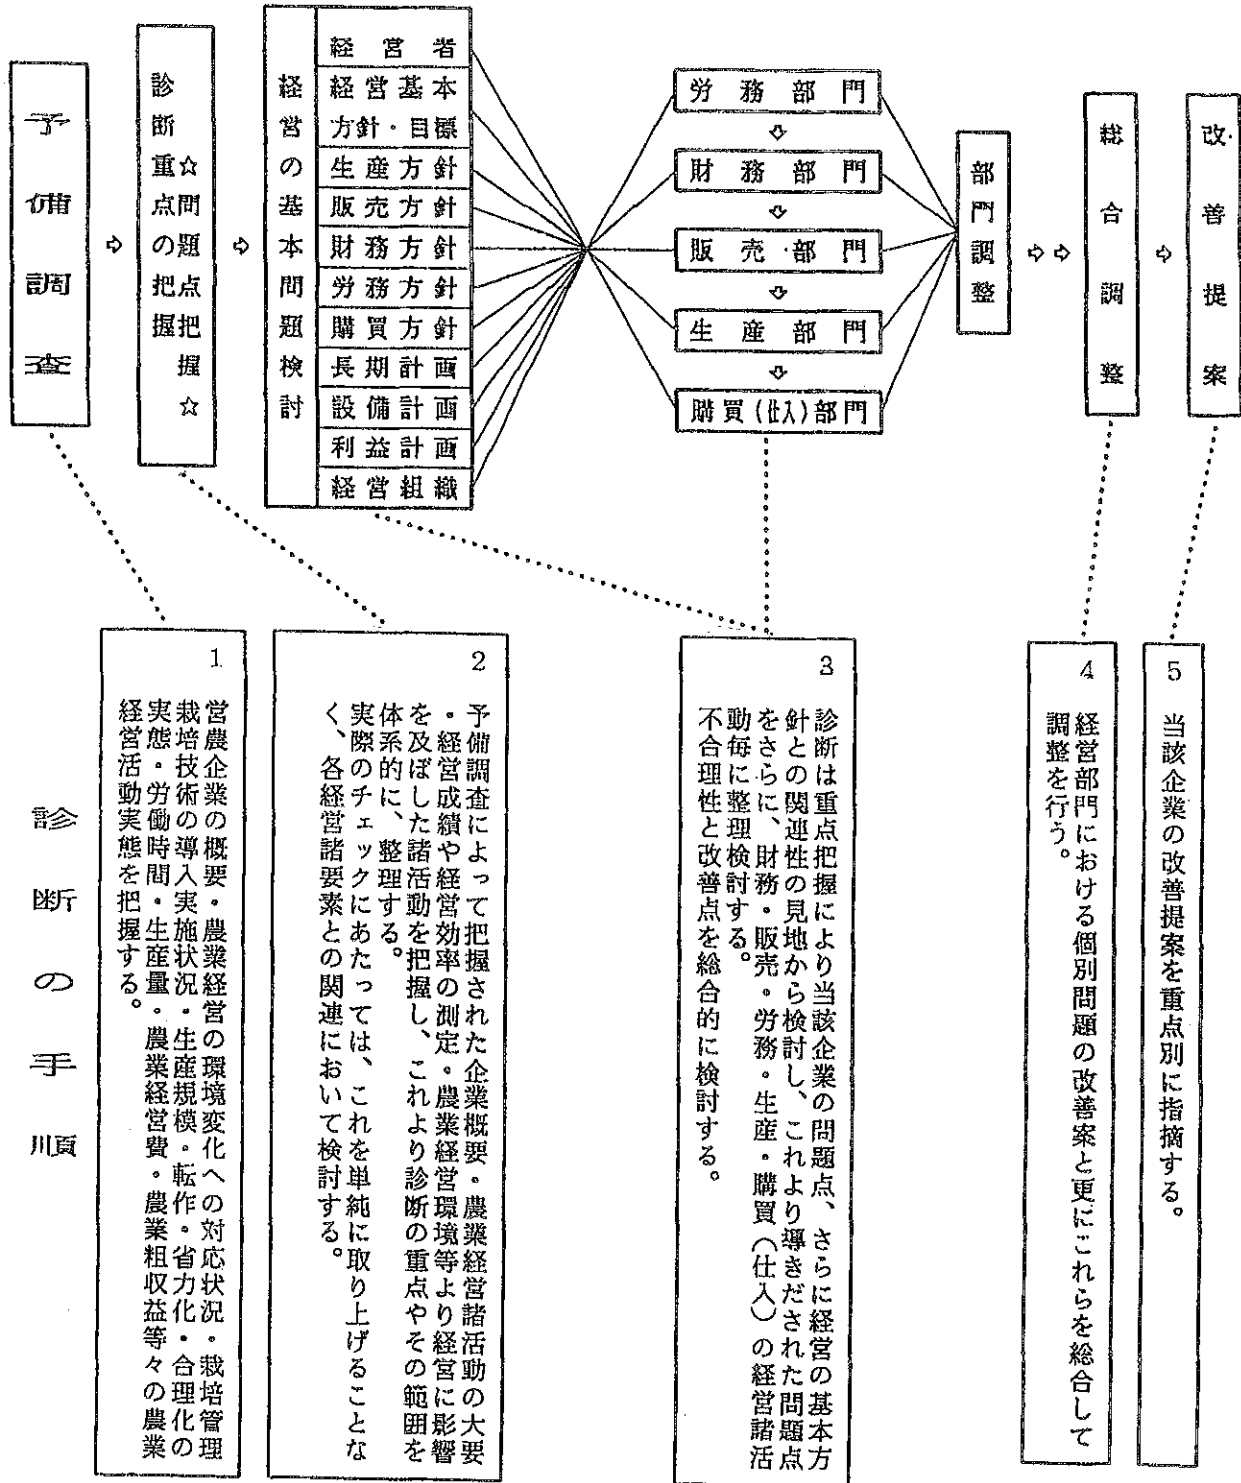 予備調査
⇨
診断重点の把握
☆問題点把握☆
⇨
経営の基本問題検討
経営者
経営基本
方針・目標
生産方針
販売方針
財務方針
労務方針
購買方針
長期計画
設備計画
利益計画
経営組織
労務部門
⇩
財務部門
⇩
販売部門
⇩
生産部門
⇩
購買(仕入)部門
部門調整
⇨⇨
総合調整
⇨
改善提案
診断の手順
1
営農企業の概要・農業経営の環境変化への対応状況・栽培管理
栽培技術の導入実施状況・生産規模・転作・省力化・合理化の
実態・労働時間・生産量・農業経営費・農業粗収益等々の農業
経営活動実態を把握する。
2
予備調査によって把握された企業概要・農業経営諸活動の大要
・経営成績や経営効率の測定・農業経営環境等より経営に影響
を及ぼした諸活動を把握し、これより診断の重点やその範囲を
体系的に、整理する。
実際のチェックにあたっては、これを単純に取り上げることな
く、各経営諸要素との関連において検討する。
3
診断は重点把握により当該企業の問題点、さらに経営の基本方
針との関連性の見地から検討し、これより導きだされた問題点
をさらに、財務・販売・労務・生産・購買(仕入)の経営諸活
動毎に整理検討する。
不合理性と改善点を総合的に検討する。
4
経営部門における個別問題の改善案と更にこれらを総合して
調整を行う。
5
当該企業の改善提案を重点別に指摘する。